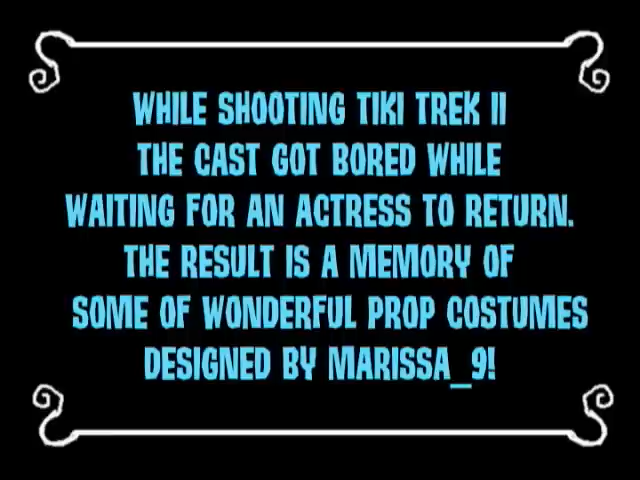 WHILE SHOOTING TIKI TREK II
THE CAST GOT BORED WHILE
WAITING FOR AN ACTRESS TO RETURN.
THE RESULT IS A MEMORY OF
SOME OF WONDERFUL PROP COSTUMES
DESIGNED BY MARISSA_9!